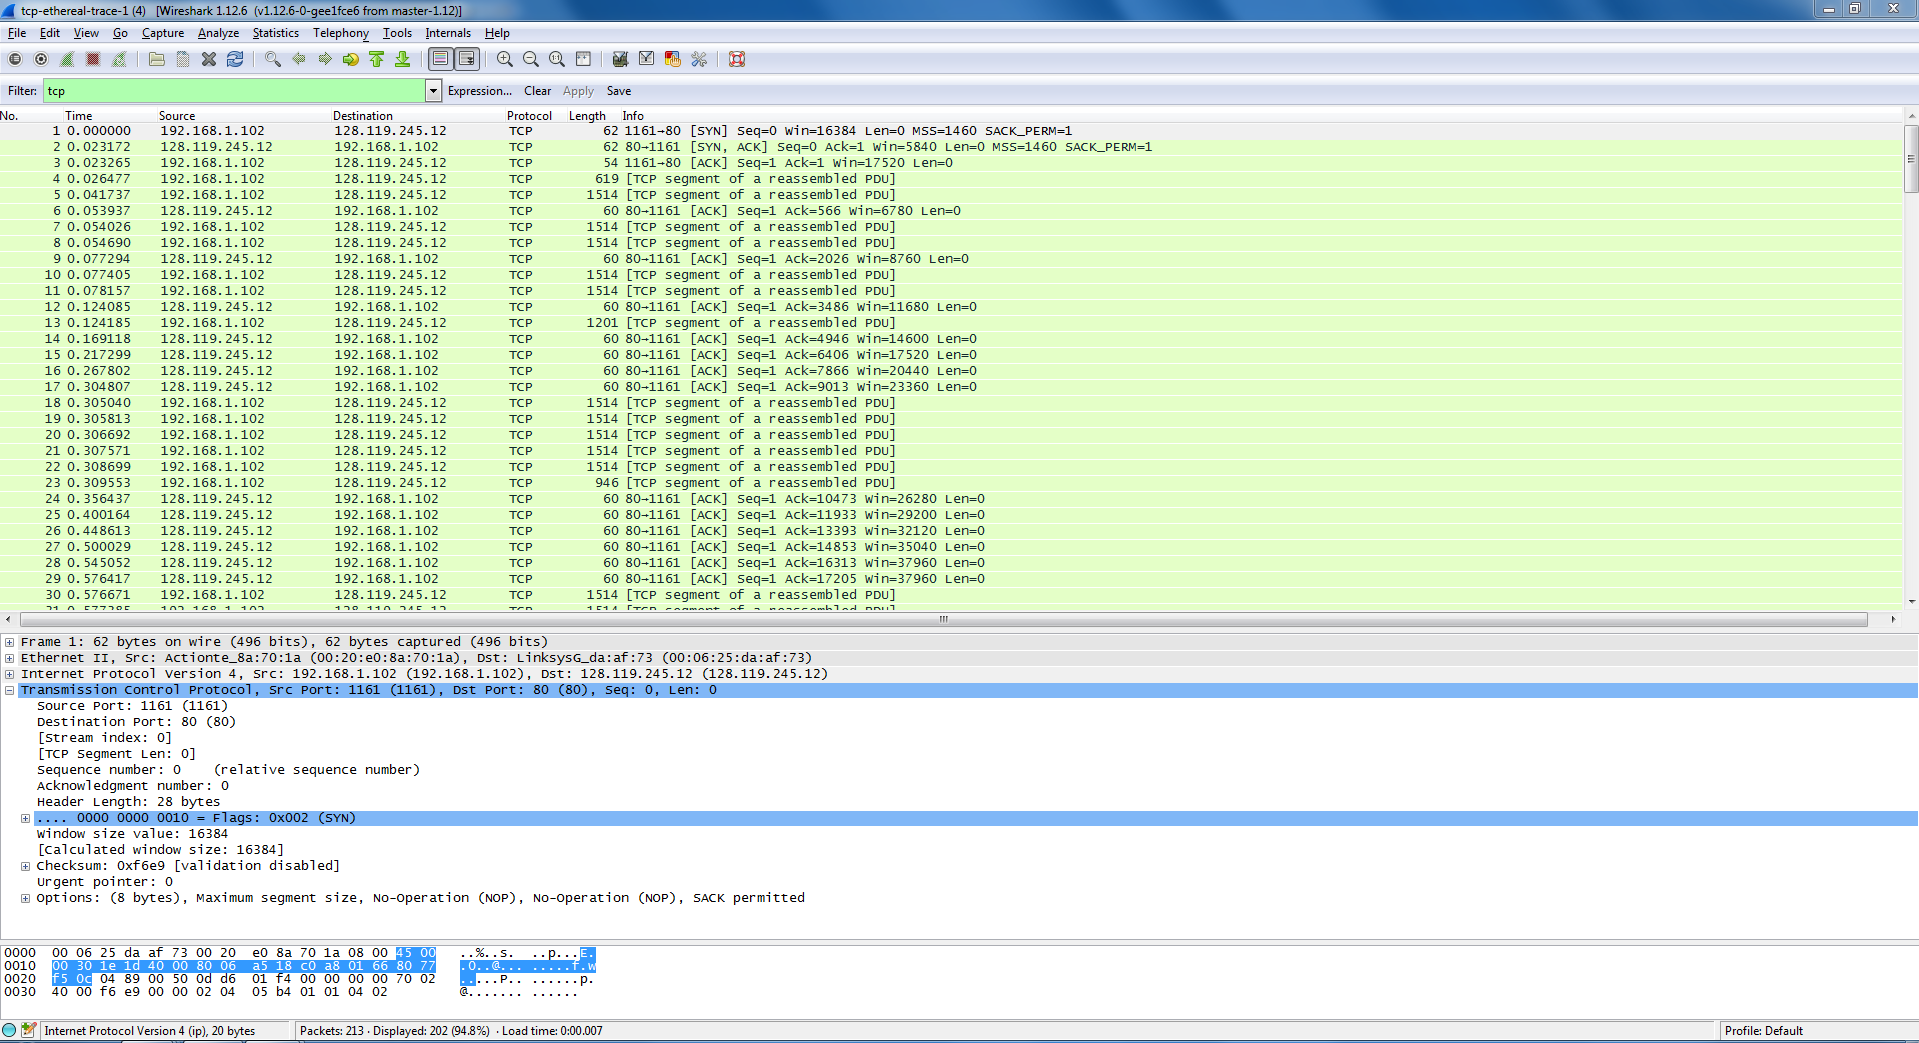 tcp-ethereal-trace-1 (4) [Wireshark 1.12.6 (v1.12.6-0-gee1fce6 from master-1.12)]
File Edit View Go Capture Analyze Statistics Telephony Tools Internals Help
Filter: tcp Expression... Clear Apply Save
No. Time Source Destination Protocol Length Info
1 0.000000 192.168.1.102 128.119.245.12 TCP 62 1161→80 [SYN] Seq=0 Win=16384 Len=0 MSS=1460 SACK_PERM=1
2 0.023172 128.119.245.12 192.168.1.102 TCP 62 80→1161 [SYN, ACK] Seq=0 Ack=1 Win=5840 Len=0 MSS=1460 SACK_PERM=1
3 0.023265 192.168.1.102 128.119.245.12 TCP 54 1161→80 [ACK] Seq=1 Ack=1 Win=17520 Len=0
4 0.026477 192.168.1.102 128.119.245.12 TCP 619 [TCP segment of a reassembled PDU]
5 0.041737 192.168.1.102 128.119.245.12 TCP 1514 [TCP segment of a reassembled PDU]
6 0.053937 128.119.245.12 192.168.1.102 TCP 60 80→1161 [ACK] Seq=1 Ack=566 Win=6780 Len=0
7 0.054026 192.168.1.102 128.119.245.12 TCP 1514 [TCP segment of a reassembled PDU]
8 0.054690 192.168.1.102 128.119.245.12 TCP 1514 [TCP segment of a reassembled PDU]
9 0.077294 128.119.245.12 192.168.1.102 TCP 60 80→1161 [ACK] Seq=1 Ack=2026 Win=8760 Len=0
10 0.077405 192.168.1.102 128.119.245.12 TCP 1514 [TCP segment of a reassembled PDU]
11 0.078157 192.168.1.102 128.119.245.12 TCP 1514 [TCP segment of a reassembled PDU]
12 0.124085 128.119.245.12 192.168.1.102 TCP 60 80→1161 [ACK] Seq=1 Ack=3486 Win=11680 Len=0
13 0.124185 192.168.1.102 128.119.245.12 TCP 1201 [TCP segment of a reassembled PDU]
14 0.169118 128.119.245.12 192.168.1.102 TCP 60 80→1161 [ACK] Seq=1 Ack=4946 Win=14600 Len=0
15 0.217299 128.119.245.12 192.168.1.102 TCP 60 80→1161 [ACK] Seq=1 Ack=6406 Win=17520 Len=0
16 0.267802 128.119.245.12 192.168.1.102 TCP 60 80→1161 [ACK] Seq=1 Ack=7866 Win=20440 Len=0
17 0.304807 128.119.245.12 192.168.1.102 TCP 60 80→1161 [ACK] Seq=1 Ack=9013 Win=23360 Len=0
18 0.305040 192.168.1.102 128.119.245.12 TCP 1514 [TCP segment of a reassembled PDU]
19 0.305813 192.168.1.102 128.119.245.12 TCP 1514 [TCP segment of a reassembled PDU]
20 0.306692 192.168.1.102 128.119.245.12 TCP 1514 [TCP segment of a reassembled PDU]
21 0.307571 192.168.1.102 128.119.245.12 TCP 1514 [TCP segment of a reassembled PDU]
22 0.308699 192.168.1.102 128.119.245.12 TCP 1514 [TCP segment of a reassembled PDU]
23 0.309553 192.168.1.102 128.119.245.12 TCP 946 [TCP segment of a reassembled PDU]
24 0.356437 128.119.245.12 192.168.1.102 TCP 60 80→1161 [ACK] Seq=1 Ack=10473 Win=26280 Len=0
25 0.400164 128.119.245.12 192.168.1.102 TCP 60 80→1161 [ACK] Seq=1 Ack=11933 Win=29200 Len=0
26 0.448613 128.119.245.12 192.168.1.102 TCP 60 80→1161 [ACK] Seq=1 Ack=13393 Win=32120 Len=0
27 0.500029 128.119.245.12 192.168.1.102 TCP 60 80→1161 [ACK] Seq=1 Ack=14853 Win=35040 Len=0
28 0.545052 128.119.245.12 192.168.1.102 TCP 60 80→1161 [ACK] Seq=1 Ack=16313 Win=37960 Len=0
29 0.576417 128.119.245.12 192.168.1.102 TCP 60 80→1161 [ACK] Seq=1 Ack=17205 Win=37960 Len=0
30 0.576671 192.168.1.102 128.119.245.12 TCP 1514 [TCP segment of a reassembled PDU]
31 0.577385 192.168.1.102 128.119.245.12 TCP 1514 [TCP segment of a reassembled PDU]
Frame 1: 62 bytes on wire (496 bits), 62 bytes captured (496 bits)
Ethernet II, Src: Actionte_8a:70:1a (00:20:e0:8a:70:1a), Dst: LinksysG_da:af:73 (00:06:25:da:af:73)
Internet Protocol Version 4, Src: 192.168.1.102 (192.168.1.102), Dst: 128.119.245.12 (128.119.245.12)
Transmission Control Protocol, Src Port: 1161 (1161), Dst Port: 80 (80), Seq: 0, Len: 0
Source Port: 1161 (1161)
Destination Port: 80 (80)
[Stream index: 0]
[TCP Segment Len: 0]
Sequence number: 0 (relative sequence number)
Acknowledgment number: 0
Header Length: 28 bytes
.... 0000 0000 0010 = Flags: 0x002 (SYN)
Window size value: 16384
[Calculated window size: 16384]
Checksum: 0xf6e9 [validation disabled]
Urgent pointer: 0
Options: (8 bytes), Maximum segment size, No-Operation (NOP), No-Operation (NOP), SACK permitted
0000 00 06 25 da af 73 00 20 e0 8a 70 1a 08 00 45 00 ..%..s. ..p...E.
0010 00 30 1e 1d 40 00 80 06 a5 18 c0 a8 01 66 80 77 .0..@... .....f.w
0020 f5 0c 04 89 00 50 0d d6 01 f4 00 00 00 00 70 02 .....P.. ......p.
0030 40 00 f6 e9 00 00 02 04 05 b4 01 01 04 02 @....... ......
Internet Protocol Version 4 (ip), 20 bytes Packets: 213 · Displayed: 202 (94.8%) · Load time: 0:00.007 Profile: Default